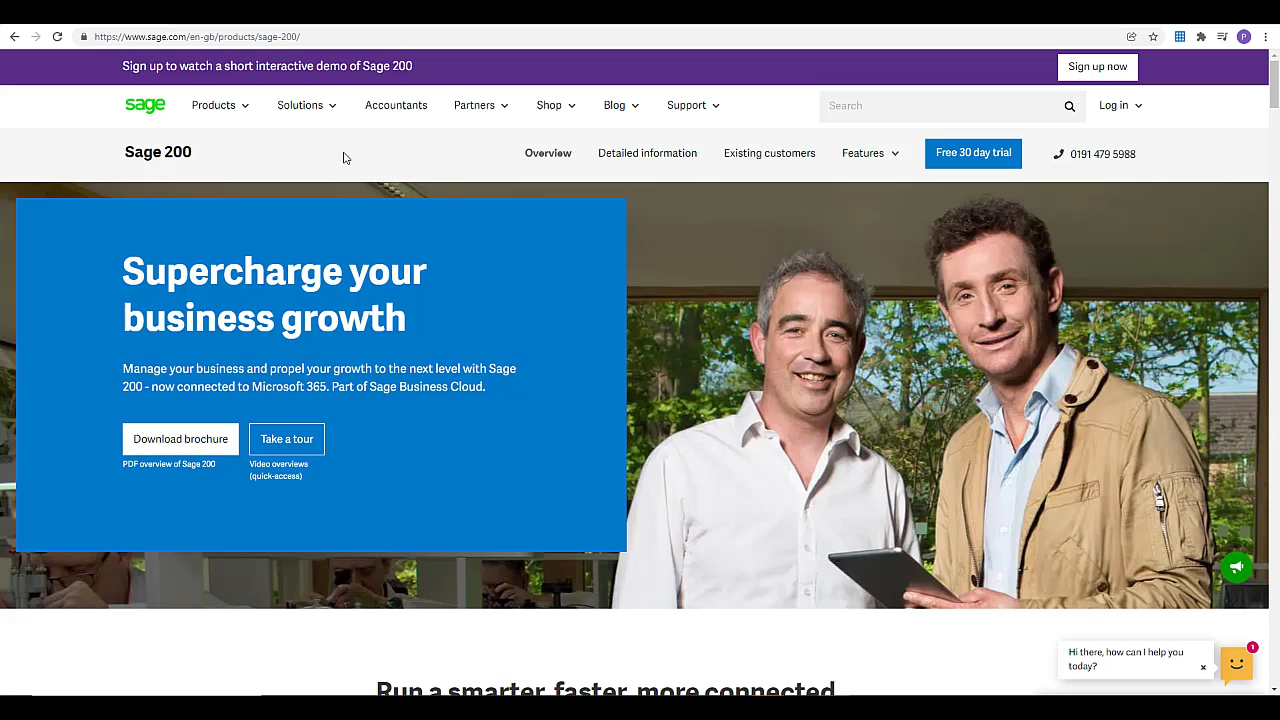 https://www.sage.com/en-gb/products/sage-200/
P
Sign up to watch a short interactive demo of Sage 200
Sign up now
sage
Products
Solutions
Accountants
Partners
Shop
Blog
Support
Search
Log in
Sage 200
Overview
Detailed information
Existing customers
Features
Free 30 day trial
0191 479 5988
Supercharge your
business growth
Manage your business and propel your growth to the next level with Sage
200 - now connected to Microsoft 365. Part of Sage Business Cloud.
Download brochure
Take a tour
PDF overview of Sage 200
Video overviews
(quick-access)
Hi there, how can I help you
today?
1
Run a smarter, faster, more connected